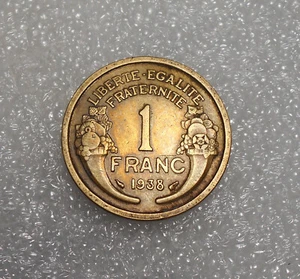 LIBERTE·EGALITE
FRATERNITE
1
FRANC
1938